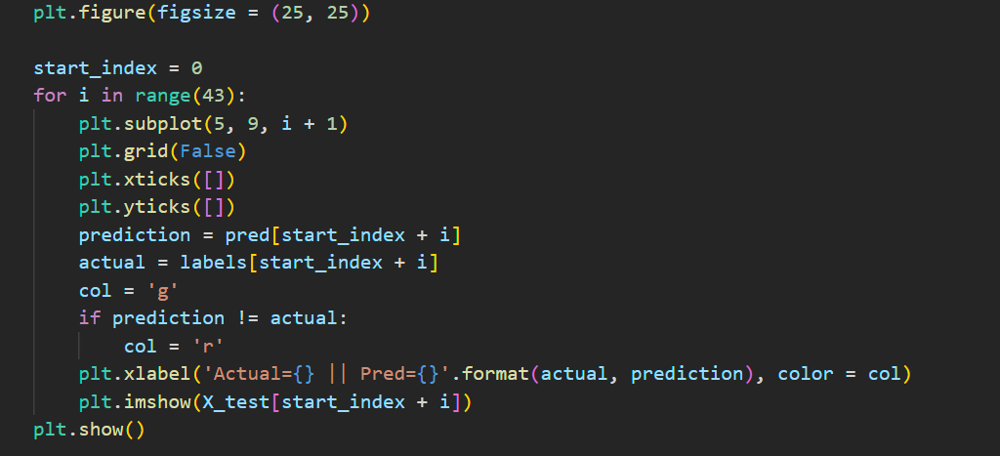 plt.figure(figsize = (25, 25))

start_index = 0
for i in range(43):
    plt.subplot(5, 9, i + 1)
    plt.grid(False)
    plt.xticks([])
    plt.yticks([])
    prediction = pred[start_index + i]
    actual = labels[start_index + i]
    col = 'g'
    if prediction != actual:
        col = 'r'
    plt.xlabel('Actual={} || Pred={}'.format(actual, prediction), color = col)
    plt.imshow(X_test[start_index + i])
plt.show()